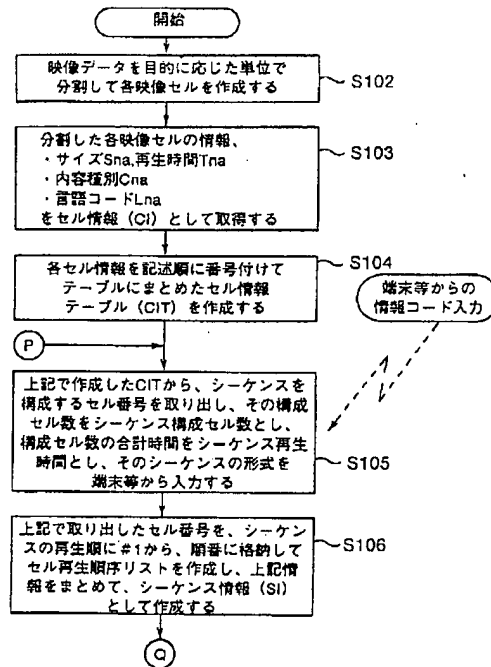 開始
映像データを目的に応じた単位で
分割して各映像セルを作成する
S102
分割した各映像セルの情報、
・サイズSna,再生時間Tna
・内容種別Cna
・言語コードLna
をセル情報（CI）として取得する
S103
各セル情報を記述順に番号付けて
テーブルにまとめたセル情報
テーブル（CIT）を作成する
S104
端末等からの
情報コード入力
P
上記で作成したCITから、シーケンスを
構成するセル番号を取り出し、その構成
セル数をシーケンス構成セル数とし、
構成セル数の合計時間をシーケンス再生
時間とし、そのシーケンスの形式を
端末等から入力する
S105
上記で取り出したセル番号を、シーケン
スの再生順に#1から、順番に格納して
セル再生順序リストを作成し、上記情
報をまとめて、シーケンス情報（SI）
として作成する
S106
Q